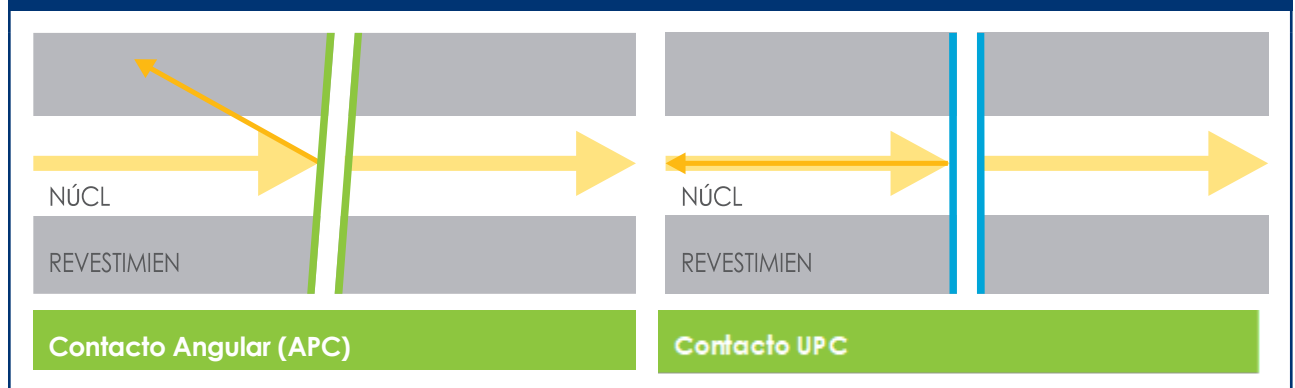 NÚCL
REVESTIMIEN
Contacto Angular (APC)
NÚCL
REVESTIMIEN
Contacto UPC